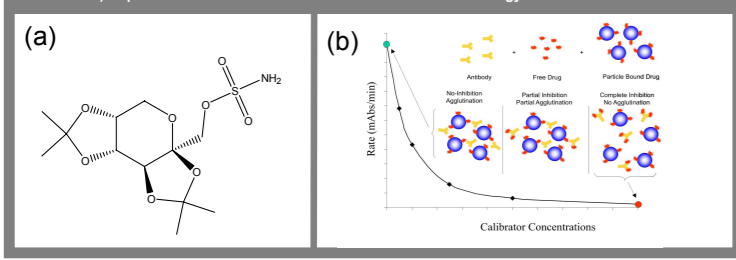 (a)
O
O
S
NH₂
O
O
O
O
O
O
O
(b)
Antibody
+
Free Drug
+
Particle Bound Drug
No-Inhibition
Agglutination
Partial Inhibition
Partial Agglutination
Complete Inhibition
No Agglutination
Rate (mAbs/min)
Calibrator Concentrations